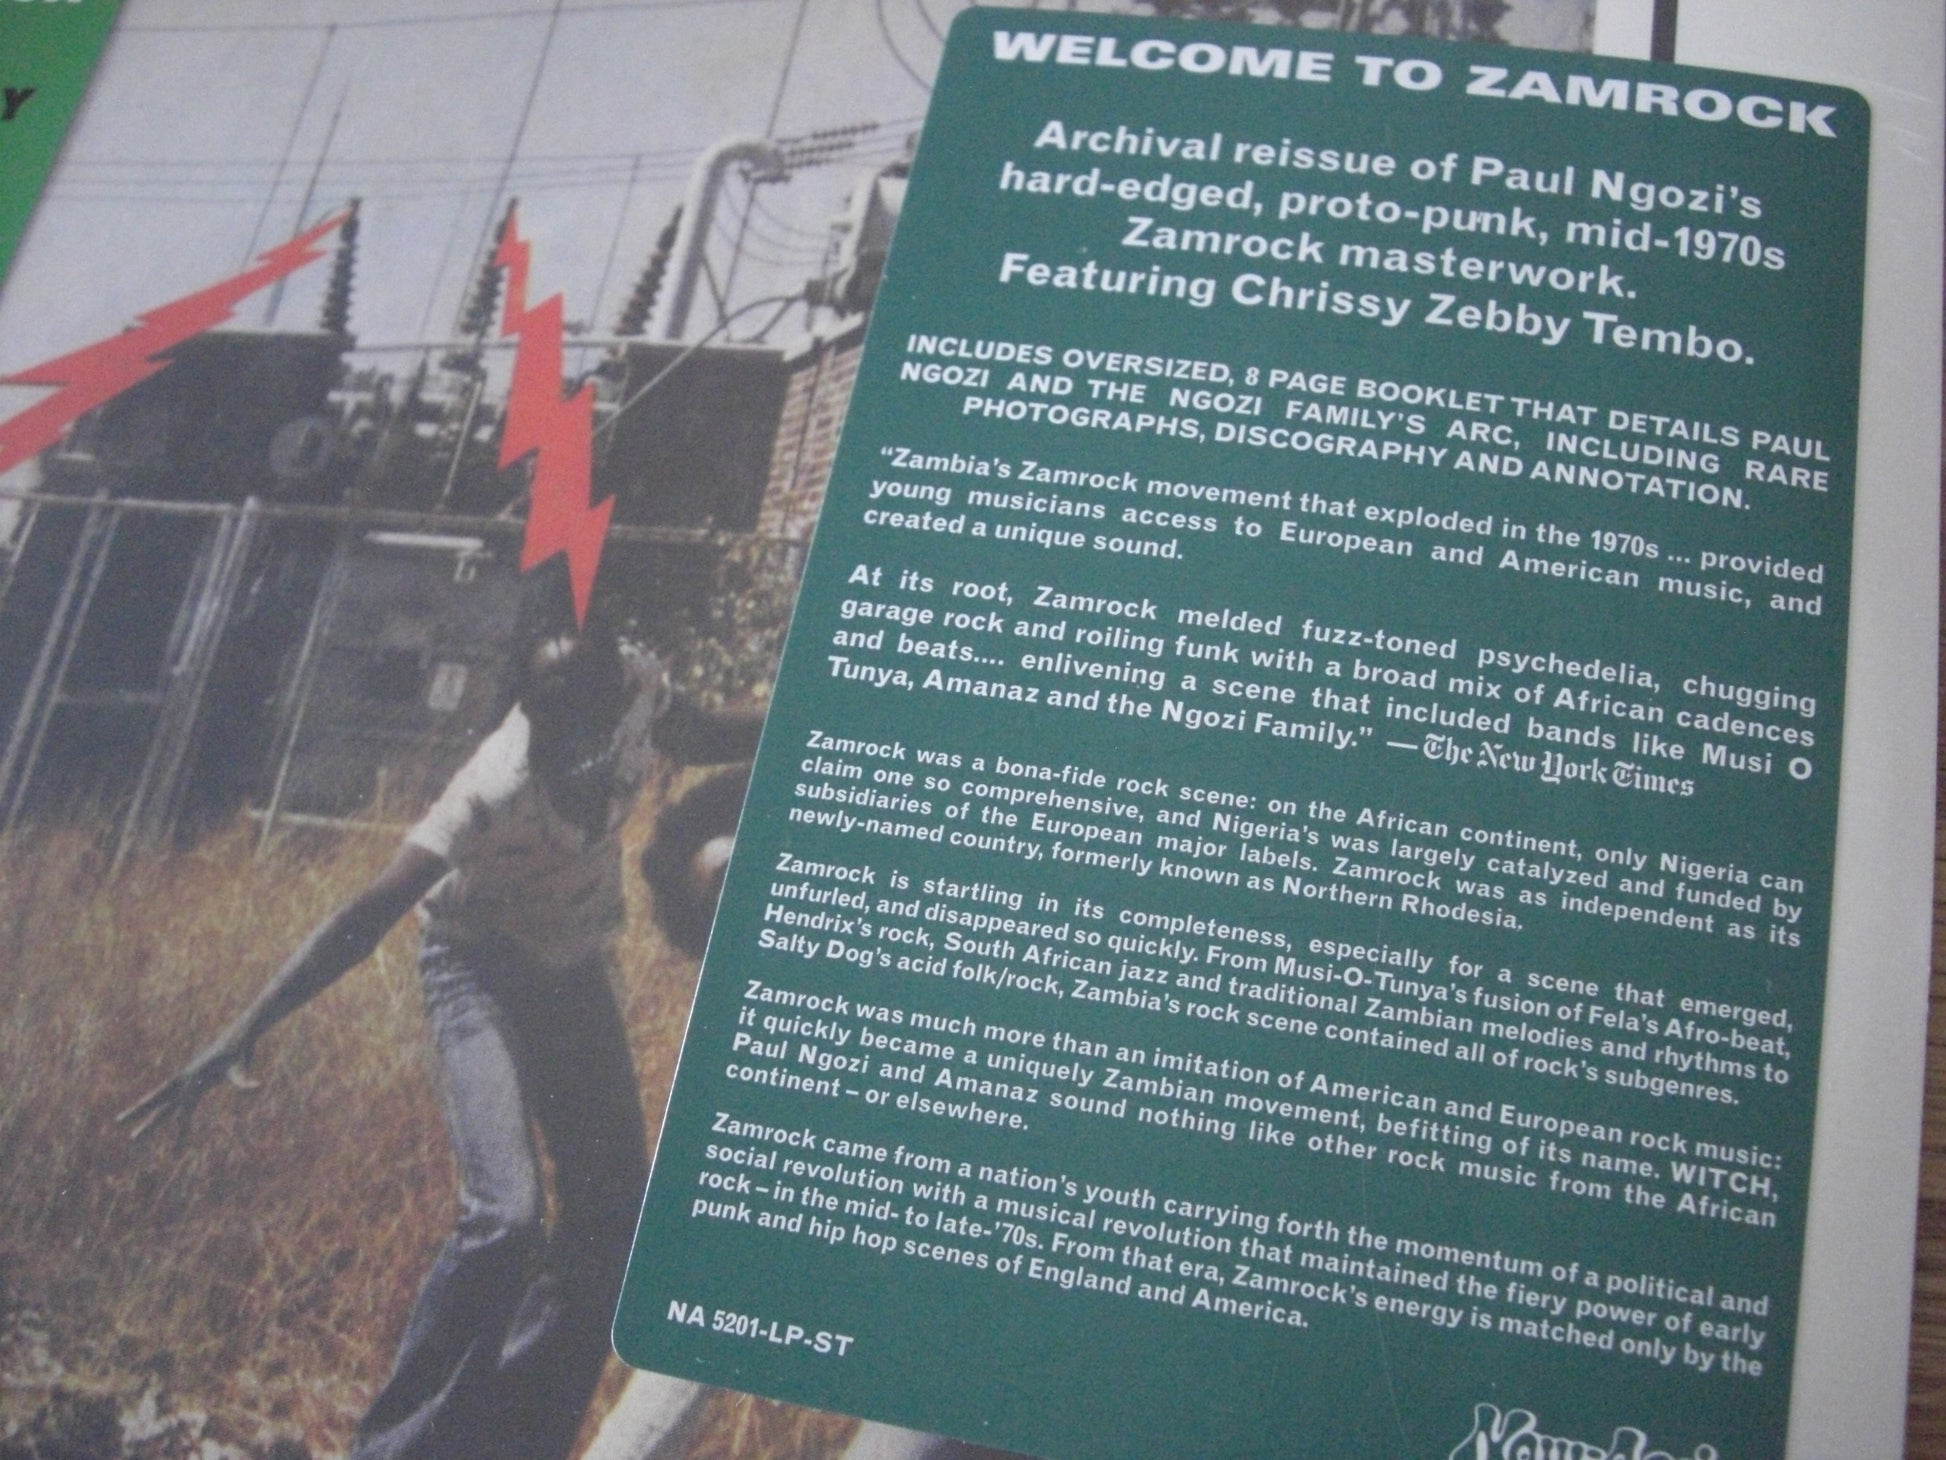 Y
WELCOME TO ZAMROCK
Archival reissue of Paul Ngozi's
hard-edged, proto-punk, mid-1970s
Zamrock masterwork.
Featuring Chrissy Zebby Tembo.
INCLUDES OVERSIZED, 8 PAGE BOOKLET THAT DETAILS PAUL
NGOZI AND THE NGOZI FAMILY'S ARC, INCLUDING RARE
PHOTOGRAPHS, DISCOGRAPHY AND ANNOTATION.
“Zambia's Zamrock movement that exploded in the 1970s ... provided
young musicians access to European and American music, and
created a unique sound.
At its root, Zamrock melded fuzz-toned psychedelia, chugging
garage rock and roiling funk with a broad mix of African cadences
and beats.... enlivening a scene that included bands like Musi O
Tunya, Amanaz and the Ngozi Family.” — The New York Times
Zamrock was a bona-fide rock scene: on the African continent, only Nigeria can
claim one so comprehensive, and Nigeria's was largely catalyzed and funded by
subsidiaries of the European major labels. Zamrock was as independent as its
newly-named country, formerly known as Northern Rhodesia.
Zamrock is startling in its completeness, especially for a scene that emerged,
unfurled, and disappeared so quickly. From Musi-O-Tunya's fusion of Fela's Afro-beat,
Hendrix's rock, South African jazz and traditional Zambian melodies and rhythms to
Salty Dog's acid folk/rock, Zambia's rock scene contained all of rock's subgenres.
Zamrock was much more than an imitation of American and European rock music:
it quickly became a uniquely Zambian movement, befitting of its name. WITCH,
Paul Ngozi and Amanaz sound nothing like other rock music from the African
continent – or elsewhere.
Zamrock came from a nation's youth carrying forth the momentum of a political and
social revolution with a musical revolution that maintained the fiery power of early
rock – in the mid- to late-'70s. From that era, Zamrock's energy is matched only by the
punk and hip hop scenes of England and America.
NA 5201-LP-ST